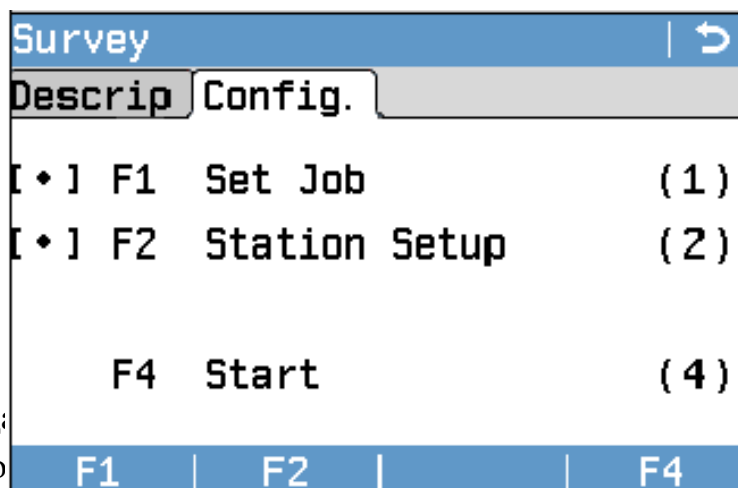 Survey
Descrip Config.
[•] F1 Set Job (1)
[•] F2 Station Setup (2)
F4 Start (4)
F1 F2 F4